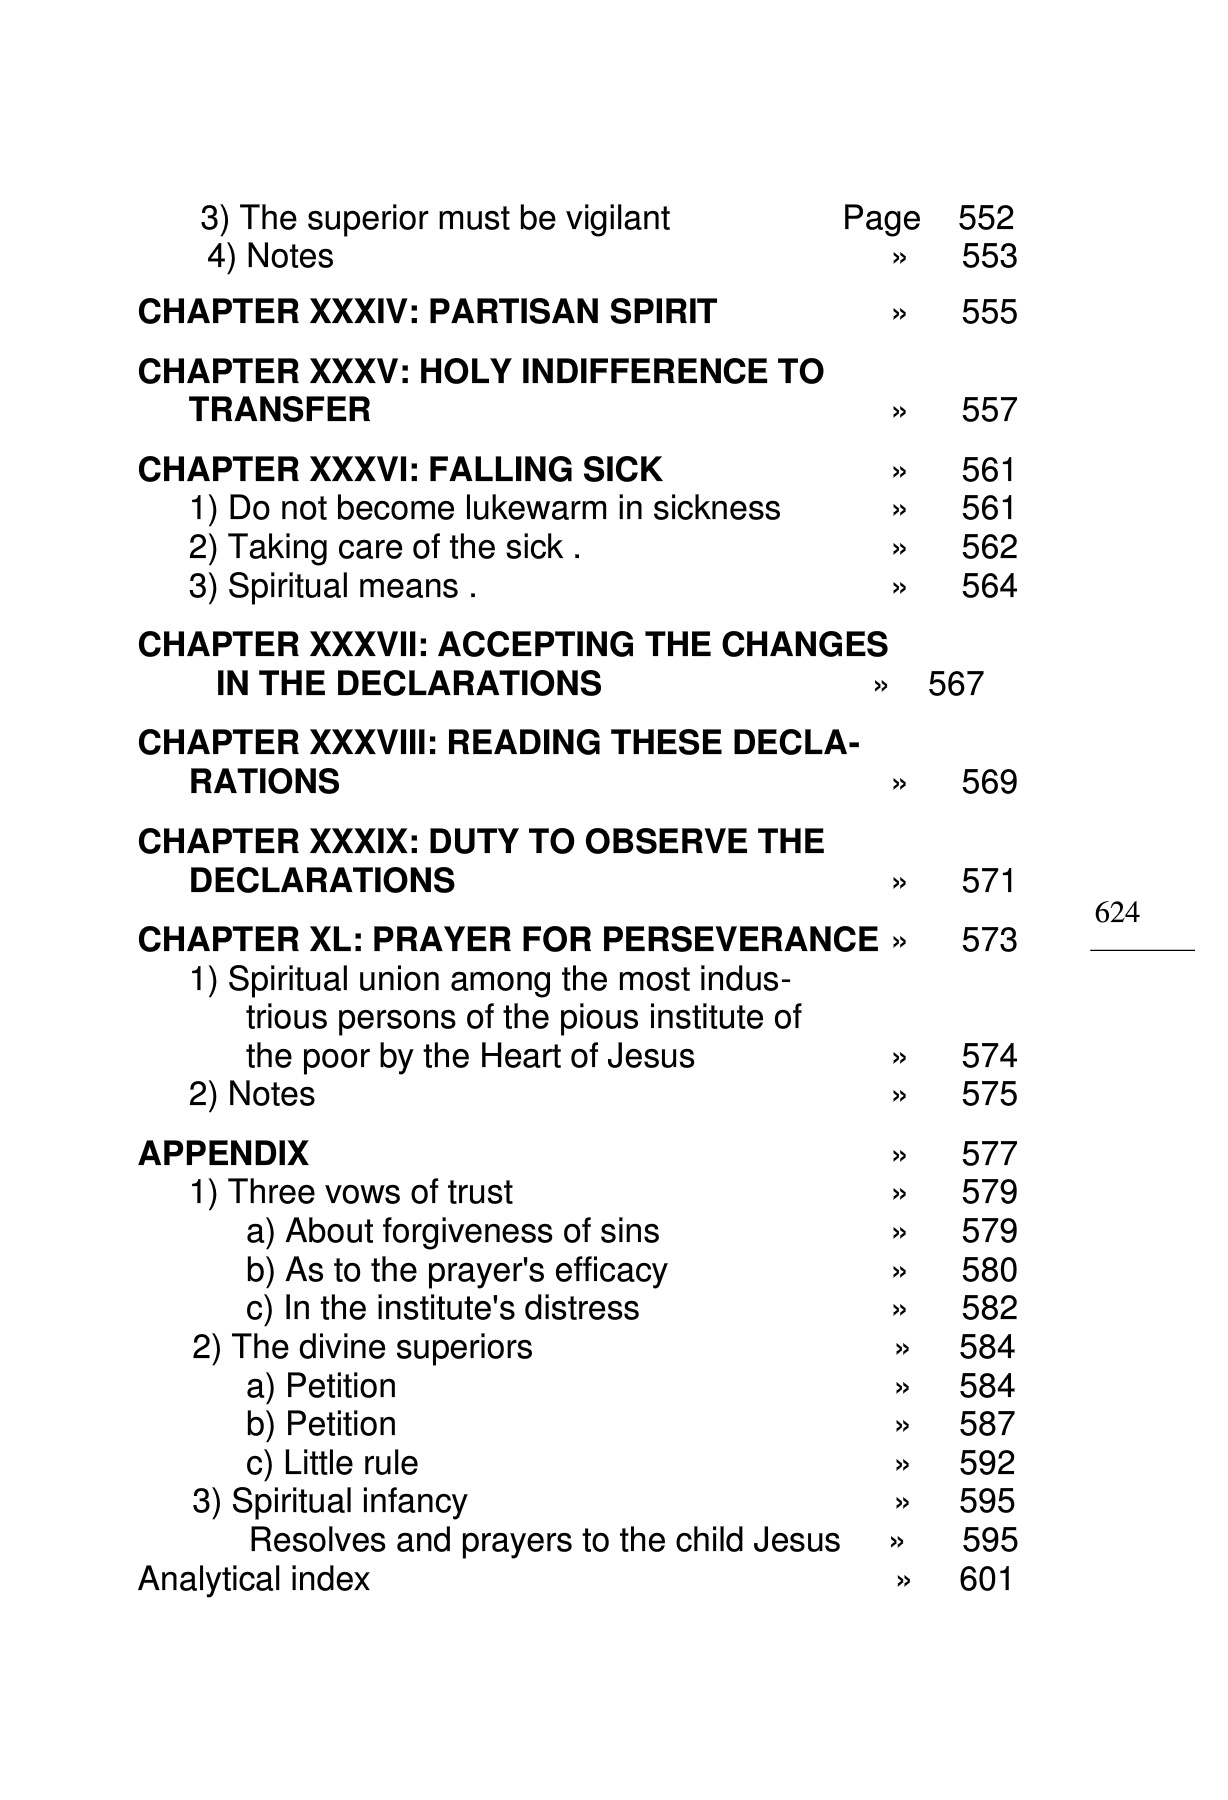 3) The superior must be vigilant Page 552
4) Notes » 553
CHAPTER XXXIV: PARTISAN SPIRIT » 555
CHAPTER XXXV: HOLY INDIFFERENCE TO
TRANSFER » 557
CHAPTER XXXVI: FALLING SICK » 561
1) Do not become lukewarm in sickness » 561
2) Taking care of the sick . » 562
3) Spiritual means . » 564
CHAPTER XXXVII: ACCEPTING THE CHANGES
IN THE DECLARATIONS » 567
CHAPTER XXXVIII: READING THESE DECLA-
RATIONS » 569
CHAPTER XXXIX: DUTY TO OBSERVE THE
DECLARATIONS » 571
624
CHAPTER XL: PRAYER FOR PERSEVERANCE » 573
1) Spiritual union among the most indus-
trious persons of the pious institute of
the poor by the Heart of Jesus » 574
2) Notes » 575
APPENDIX » 577
1) Three vows of trust » 579
a) About forgiveness of sins » 579
b) As to the prayer's efficacy » 580
c) In the institute's distress » 582
2) The divine superiors » 584
a) Petition » 584
b) Petition » 587
c) Little rule » 592
3) Spiritual infancy » 595
Resolves and prayers to the child Jesus » 595
Analytical index » 601